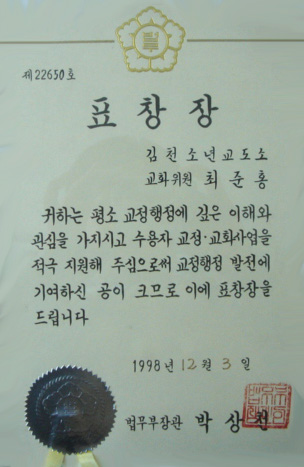 제22650호
표창장
김천소년교도소
교화위원 최준홍
귀하는 평소 교정행정에 깊은 이해와
관심을 가지시고 수용자 교정·교화사업을
적극 지원해 주심으로써 교정행정 발전에
기여하신 공이 크므로 이에 표창장을
드립니다
1998년 12월 3일
법무부장관 박상천